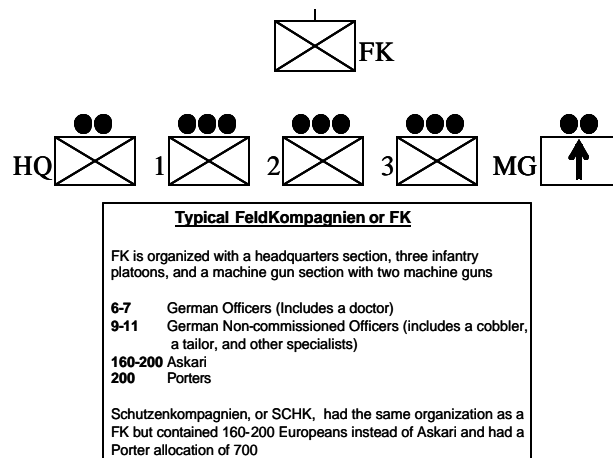 FK
HQ 1 2 3 MG
Typical FeldKompagnien or FK
FK is organized with a headquarters section, three infantry
platoons, and a machine gun section with two machine guns
6-7 German Officers (Includes a doctor)
9-11 German Non-commissioned Officers (includes a cobbler,
a tailor, and other specialists)
160-200 Askari
200 Porters
Schutzenkompagnien, or SCHK, had the same organization as a
FK but contained 160-200 Europeans instead of Askari and had a
Porter allocation of 700